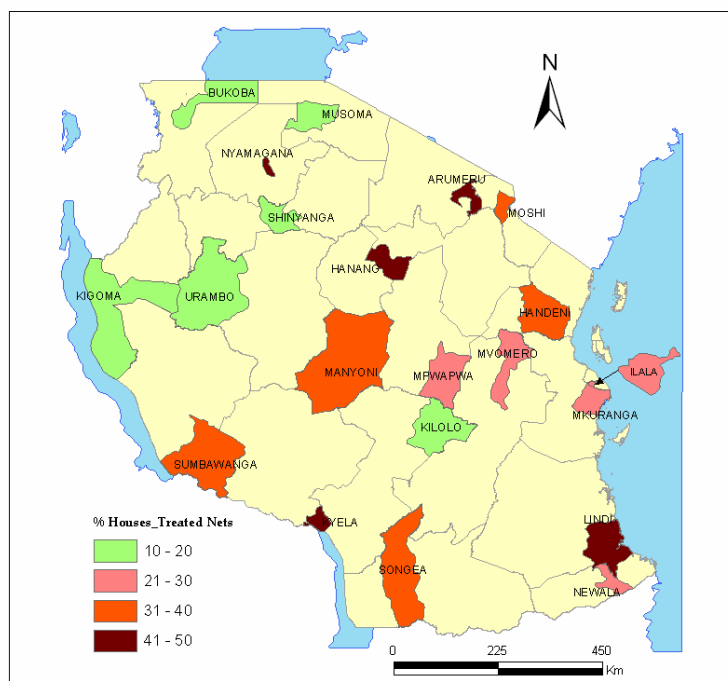 N
BUKOBA
MUSOMA
NYAMAGANA
ARUMERU
MOSHI
SHINYANGA
HANANG
KIGOMA
URAMBO
HANDENI
MVOMERO
MANYONI
MPWAPWA
ILALA
MKURANGA
KILOLO
SUMBAWANGA
% Houses_Treated Nets
YELA
LINDI
10 - 20
21 - 30
SONGEA
NEWALA
31 - 40
41 - 50
0 225 450
Km